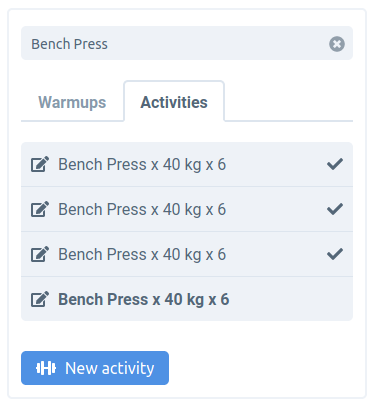 Bench Press
Warmups Activities
Bench Press x 40 kg x 6
Bench Press x 40 kg x 6
Bench Press x 40 kg x 6
Bench Press x 40 kg x 6
New activity